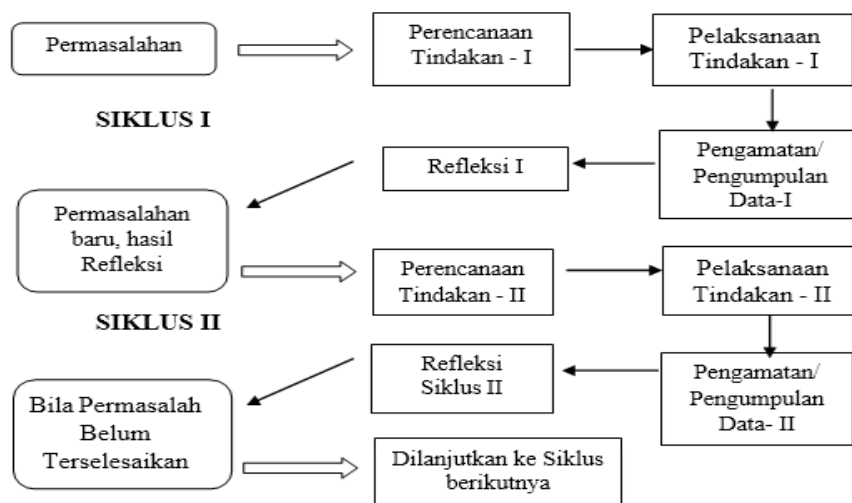 Permasalahan
Perencanaan
Tindakan - I
Pelaksanaan
Tindakan - I
SIKLUS I
Pengamatan/
Pengumpulan
Data-I
Refleksi I
Permasalahan
baru, hasil
Refleksi
Perencanaan
Tindakan - II
Pelaksanaan
Tindakan - II
SIKLUS II
Pengamatan/
Pengumpulan
Data- II
Refleksi
Siklus II
Bila Permasalah
Belum
Terselesaikan
Dilanjutkan ke Siklus
berikutnya